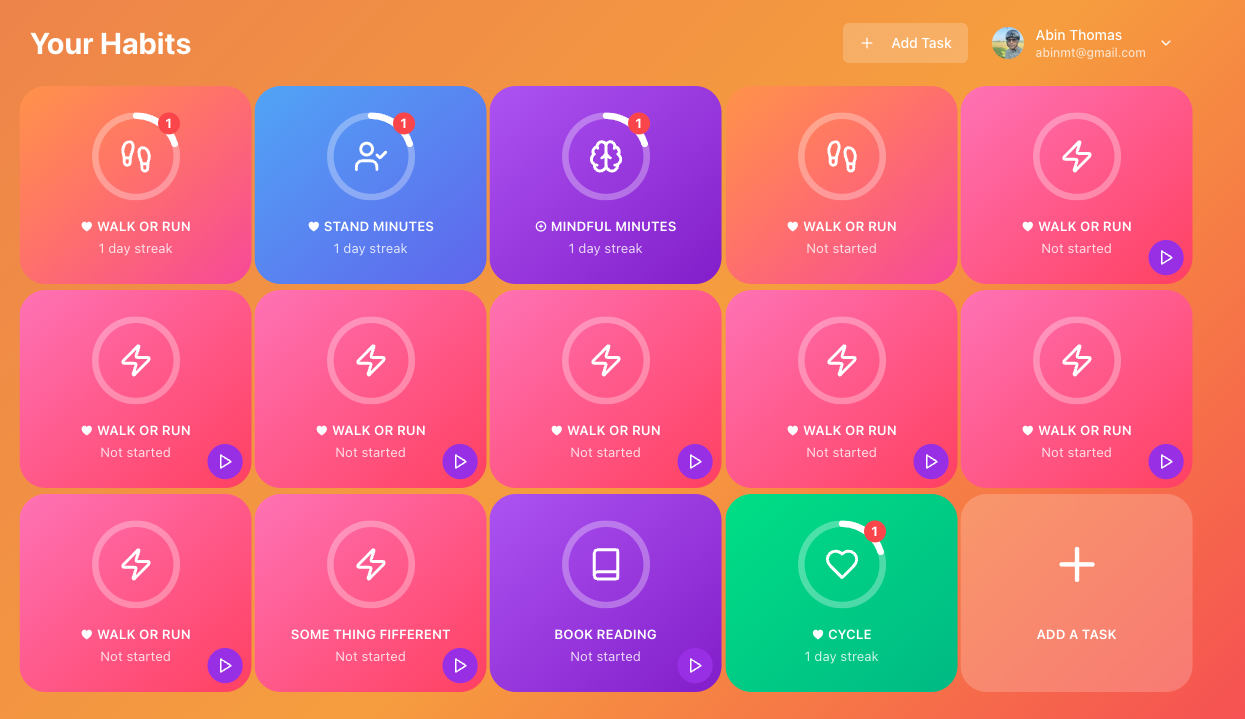 Your Habits
Add Task
Abin Thomas
abinmt@gmail.com
1
WALK OR RUN
1 day streak
1
STAND MINUTES
1 day streak
1
MINDFUL MINUTES
1 day streak
WALK OR RUN
Not started
WALK OR RUN
Not started
WALK OR RUN
Not started
WALK OR RUN
Not started
WALK OR RUN
Not started
WALK OR RUN
Not started
WALK OR RUN
Not started
WALK OR RUN
Not started
SOME THING FIFFERENT
Not started
BOOK READING
Not started
1
CYCLE
1 day streak
ADD A TASK